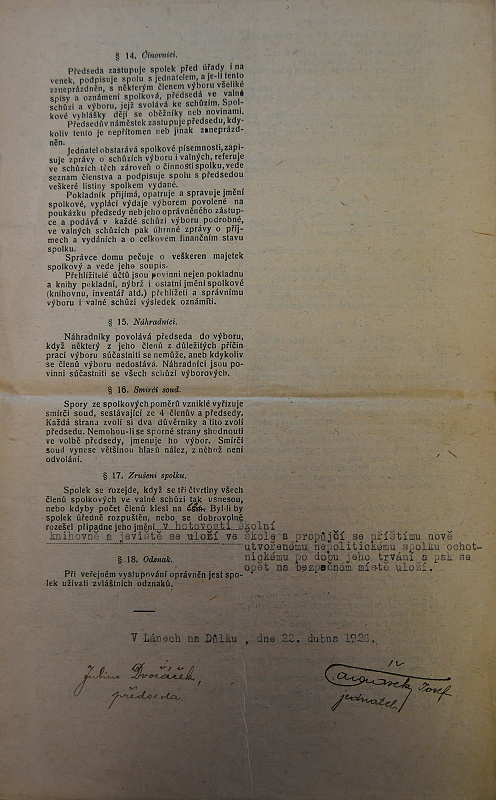 § 14. Činovníci.
Předseda zastupuje spolek před úřady i na
venek, podpisuje spolu s jednatelem, a je-li tento
zaneprázdněn, s některým členem výboru všeliké
spisy a oznámení spolková, předsedá ve valné
schůzi a výboru, jejž svolává ke schůzím. Spol-
kové vyhlášky dějí se oběžníky neb novinami.
Předsedův náměstek zastupuje předsedu, kdy-
koliv tento je nepřítomen neb jinak zaneprázd-
něn.
Jednatel obstarává spolkové písemnosti, zapi-
suje zprávy o schůzích výboru i valných, referuje
ve schůzích těch zároveň o činnosti spolku, vede
seznam členstva a podpisuje spolu s předsedou
veškeré listiny spolkem vydané.
Pokladník přijímá, opatruje a spravuje jmění
spolkové, vyplácí výdaje výborem povolené na
poukázku předsedy neb jeho oprávněného zástup-
ce a podává v každé schůzi výboru podrobné,
ve valných schůzích pak úhrnné zprávy o pří-
jmech a vydáních a o celkovém finančním stavu
spolku.
Správce domu pečuje o veškeren majetek
spolkový a vede jeho soupis.
Přehlížitelé účtů jsou povinni nejen pokladnu
a knihy pokladní, nýbrž i ostatní jmění spolkové
(knihovnu, inventář atd.) přehlížeti a správnímu
výboru i valné schůzi výsledek oznámiti.
§ 15. Náhradníci.
Náhradníky povolává předseda do výboru,
když některý z jeho členů z důležitých příčin
prací výboru súčastniti se nemůže, aneb kdykoliv
se členů výboru nedostává. Náhradníci jsou po-
vinni súčastniti se všech schůzí výborových.
§ 16. Smírčí soud.
Spory ze spolkových poměrů vzniklé vyřizuje
smírčí soud, sestávající ze 4 členův a předsedy.
Každá strana zvolí si dva důvěrníky a tito zvolí
předsedu. Nemohou-li se sporné strany shodnouti
ve volbě předsedy, jmenuje ho výbor. Smírčí
soud vynese většinou hlasů nález, z něhož není
odvolání.
§ 17. Zrušení spolku.
Spolek se rozejde, když se tři čtvrtiny všech
členů spolkových ve valné schůzi tak usnesou,
nebo kdyby počet členů klesl na Byl-li by
spolek úředně rozpuštěn, nebo se dobrovolně
rozešel připadne jeho jmění v hotovosti školní
knihovně a jeviště se uloží ve škole a propůjčí se příštímu nově
utvořenému nepolitickému spolku ochot-
nickému po dobu jeho trvání a pak se
opět na bezpečném místě uloží.
§ 18. Odznak.
Při veřejném vystupování oprávněn jest spo-
lek užívati zvláštních odznaků.
V Lánech na Důlku , dne 22. dubna 1923.
Julius Dvořáček,
předseda
Josef
jednatel